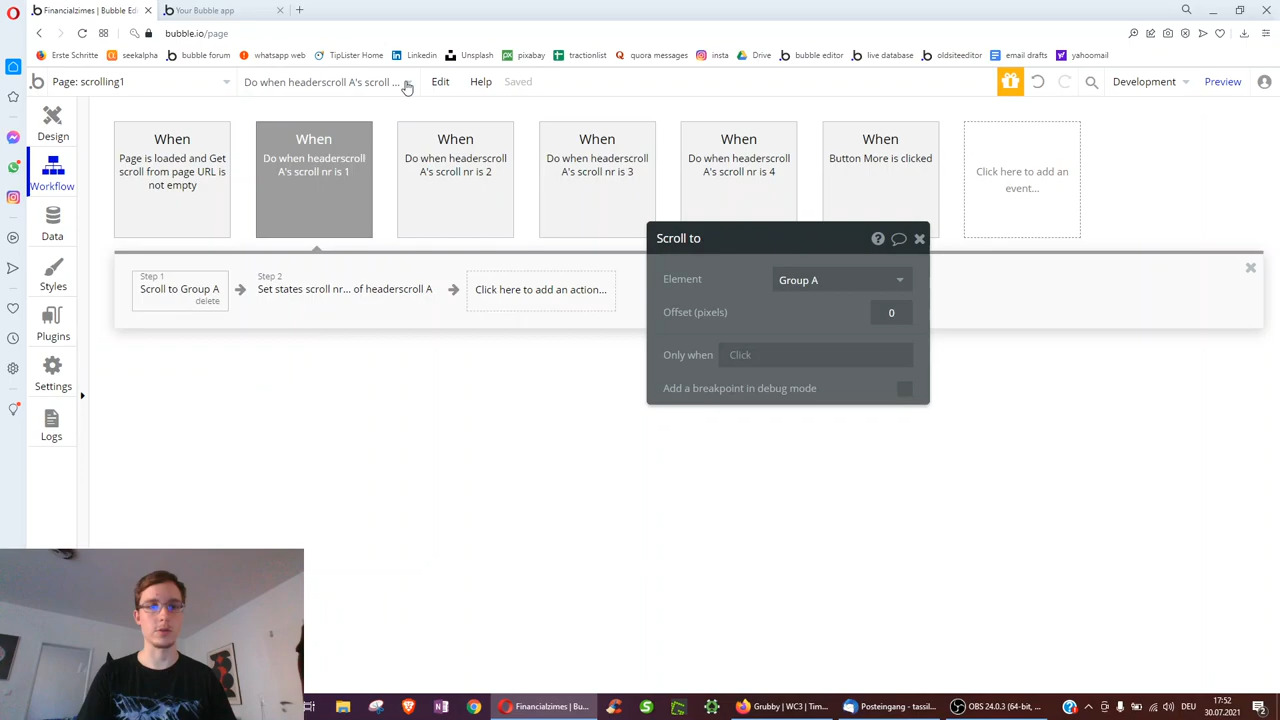 Financialzimes | Bubble Edi
Your Bubble app
bubble.io/page
Erste Schritte
seekalpha
bubble forum
whatsapp web
TipLister Home
Linkedin
Unsplash
pixabay
tractionlist
quora messages
insta
Drive
bubble editor
live database
oldsiteeditor
email drafts
yahoomail
Page: scrolling1
Do when headerscroll A's scroll ...
Edit
Help
Saved
Development
Preview
Design
Workflow
Data
Styles
Plugins
Settings
Logs
When
Page is loaded and Get
scroll from page URL is
not empty
When
Do when headerscroll
A's scroll nr is 1
When
Do when headerscroll
A's scroll nr is 2
When
Do when headerscroll
A's scroll nr is 3
When
Do when headerscroll
A's scroll nr is 4
When
Button More is clicked
Click here to add an
event...
Step 1
Scroll to Group A
delete
Step 2
Set states scroll nr... of headerscroll A
Click here to add an action...
Scroll to
Element
Group A
Offset (pixels)
0
Only when
Click
Add a breakpoint in debug mode
Financialzimes | Bu...
Grubby | WC3 | Tim...
Posteingang - tassil...
OBS 24.0.3 (64-bit, ...
DEU
17:52
30.07.2021